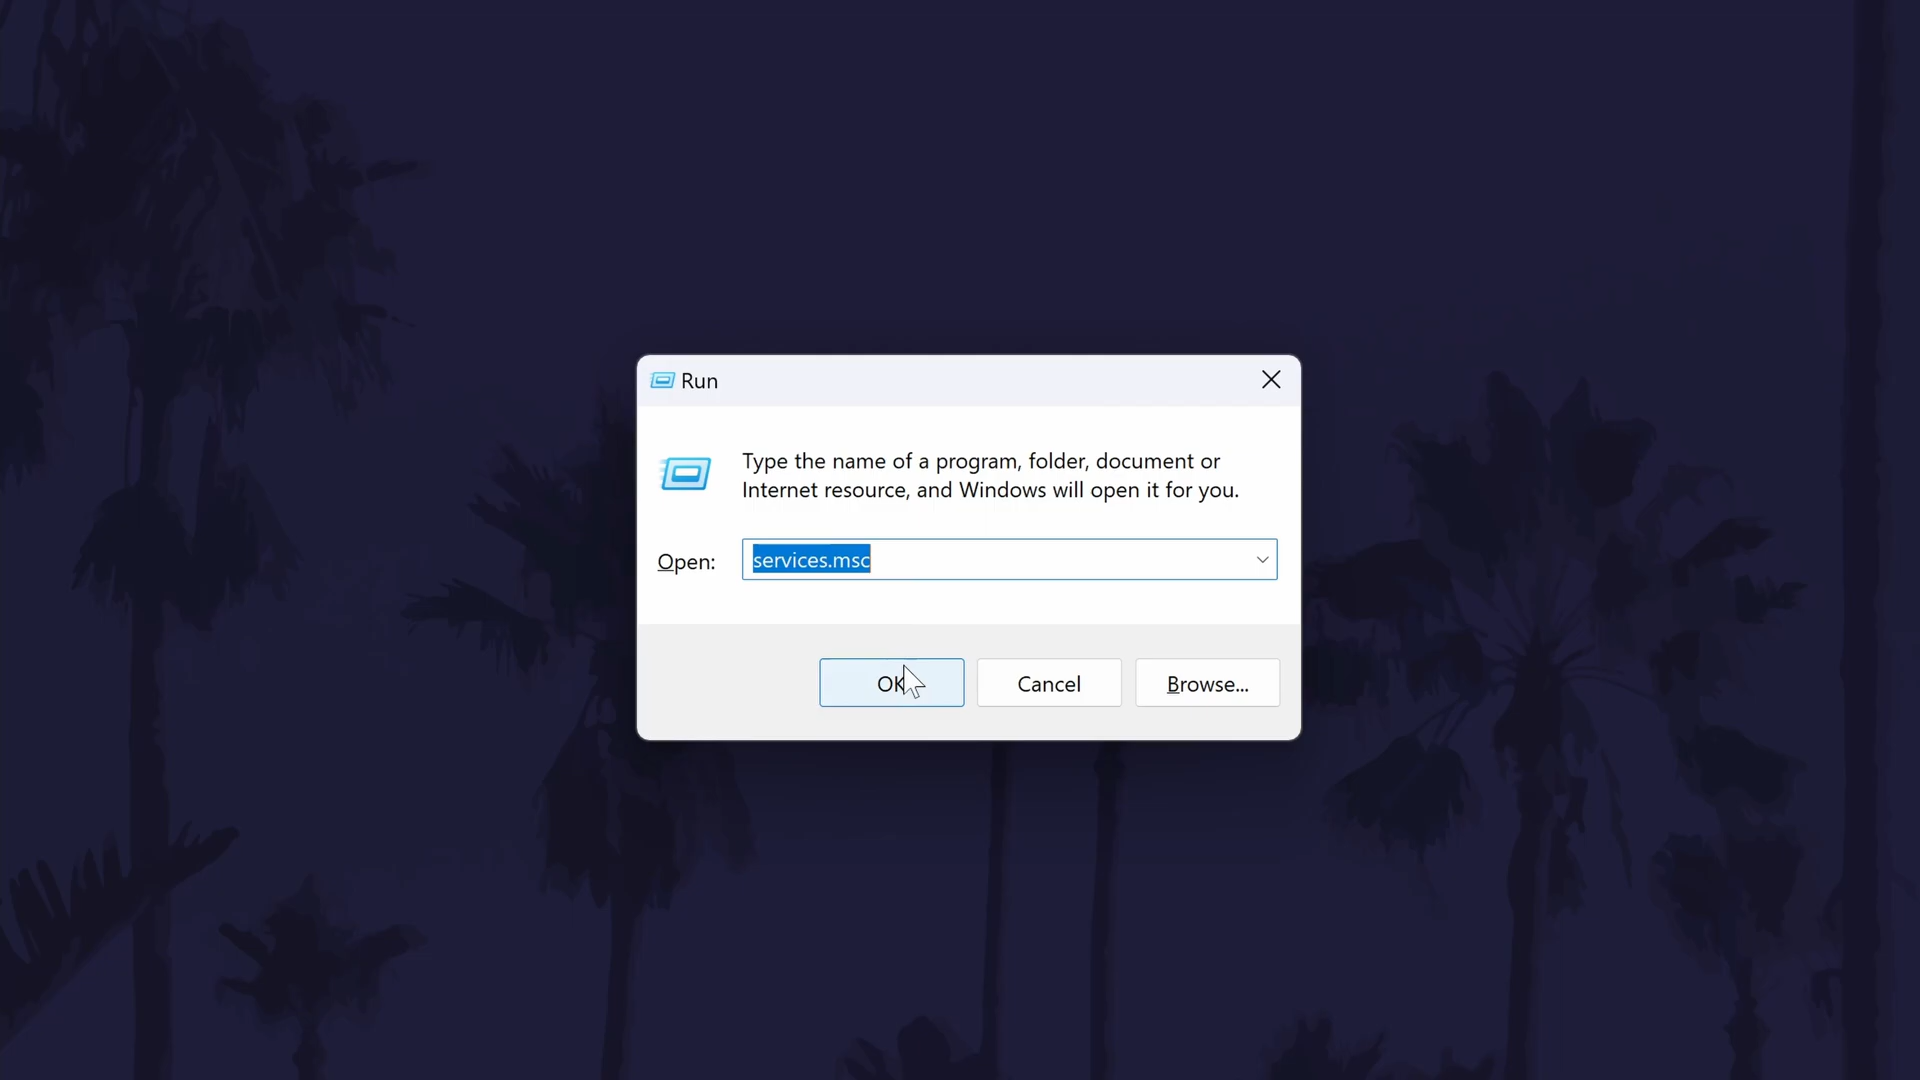 Run
Type the name of a program, folder, document or
Internet resource, and Windows will open it for you.
Open:
services.msc
OK
Cancel
Browse...